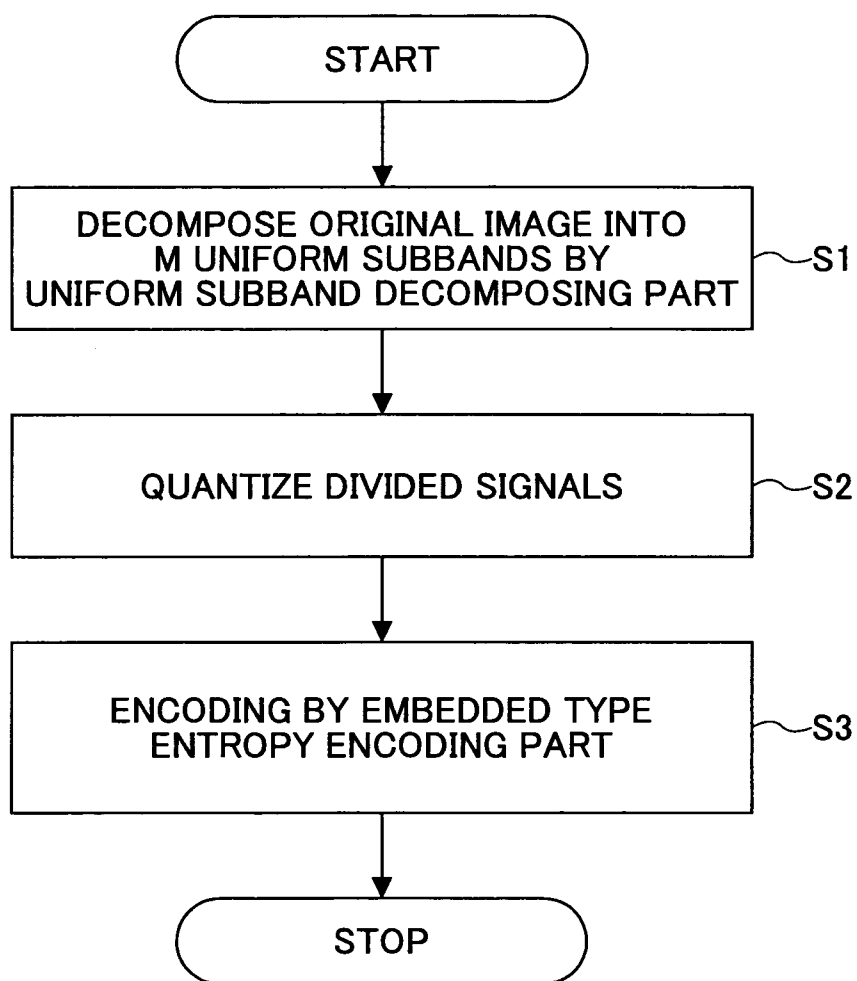 START
DECOMPOSE ORIGINAL IMAGE INTO
M UNIFORM SUBBANDS BY
UNIFORM SUBBAND DECOMPOSING PART
S1
QUANTIZE DIVIDED SIGNALS
S2
ENCODING BY EMBEDDED TYPE
ENTROPY ENCODING PART
S3
STOP